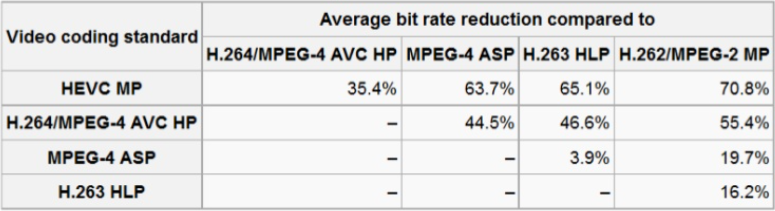 Video coding standard
Average bit rate reduction compared to
H.264/MPEG-4 AVC HP MPEG-4 ASP H.263 HLP H.262/MPEG-2 MP
HEVC MP 35.4% 63.7% 65.1% 70.8%
H.264/MPEG-4 AVC HP – 44.5% 46.6% 55.4%
MPEG-4 ASP – – 3.9% 19.7%
H.263 HLP – – – 16.2%